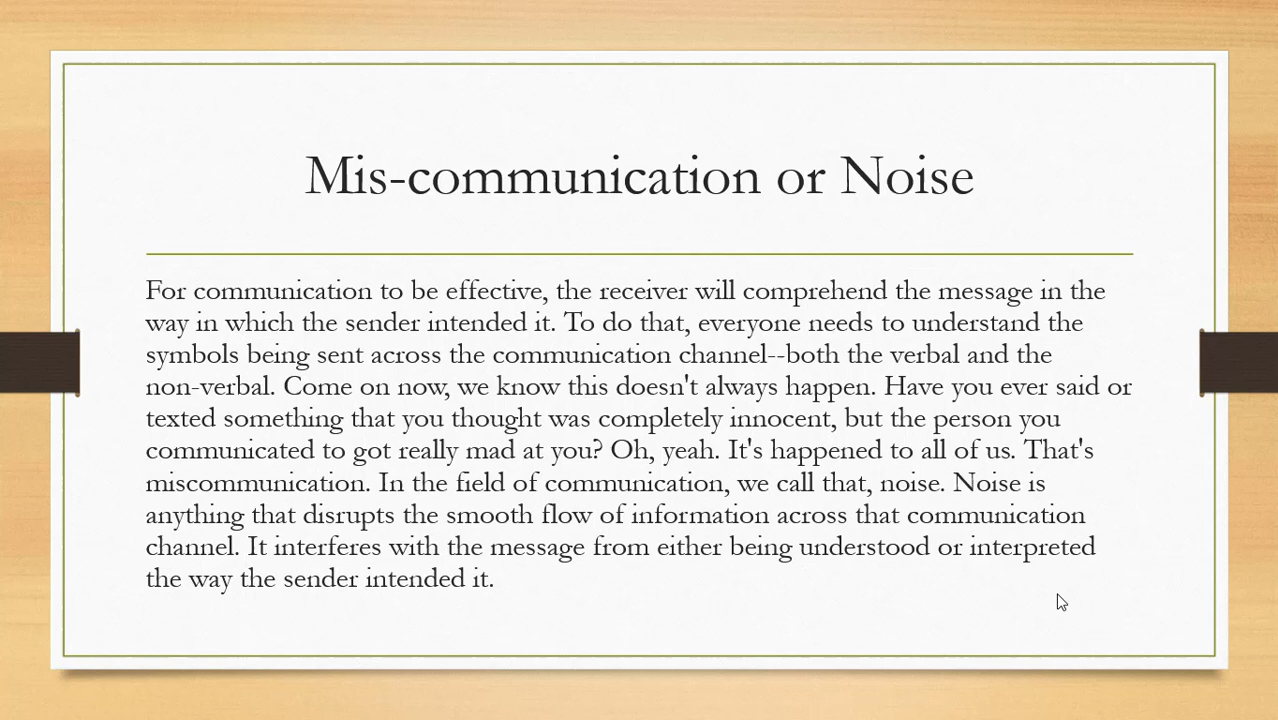 Mis-communication or Noise
For communication to be effective, the receiver will comprehend the message in the
way in which the sender intended it. To do that, everyone needs to understand the
symbols being sent across the communication channel--both the verbal and the
non-verbal. Come on now, we know this doesn't always happen. Have you ever said or
texted something that you thought was completely innocent, but the person you
communicated to got really mad at you? Oh, yeah. It's happened to all of us. That's
miscommunication. In the field of communication, we call that, noise. Noise is
anything that disrupts the smooth flow of information across that communication
channel. It interferes with the message from either being understood or interpreted
the way the sender intended it.